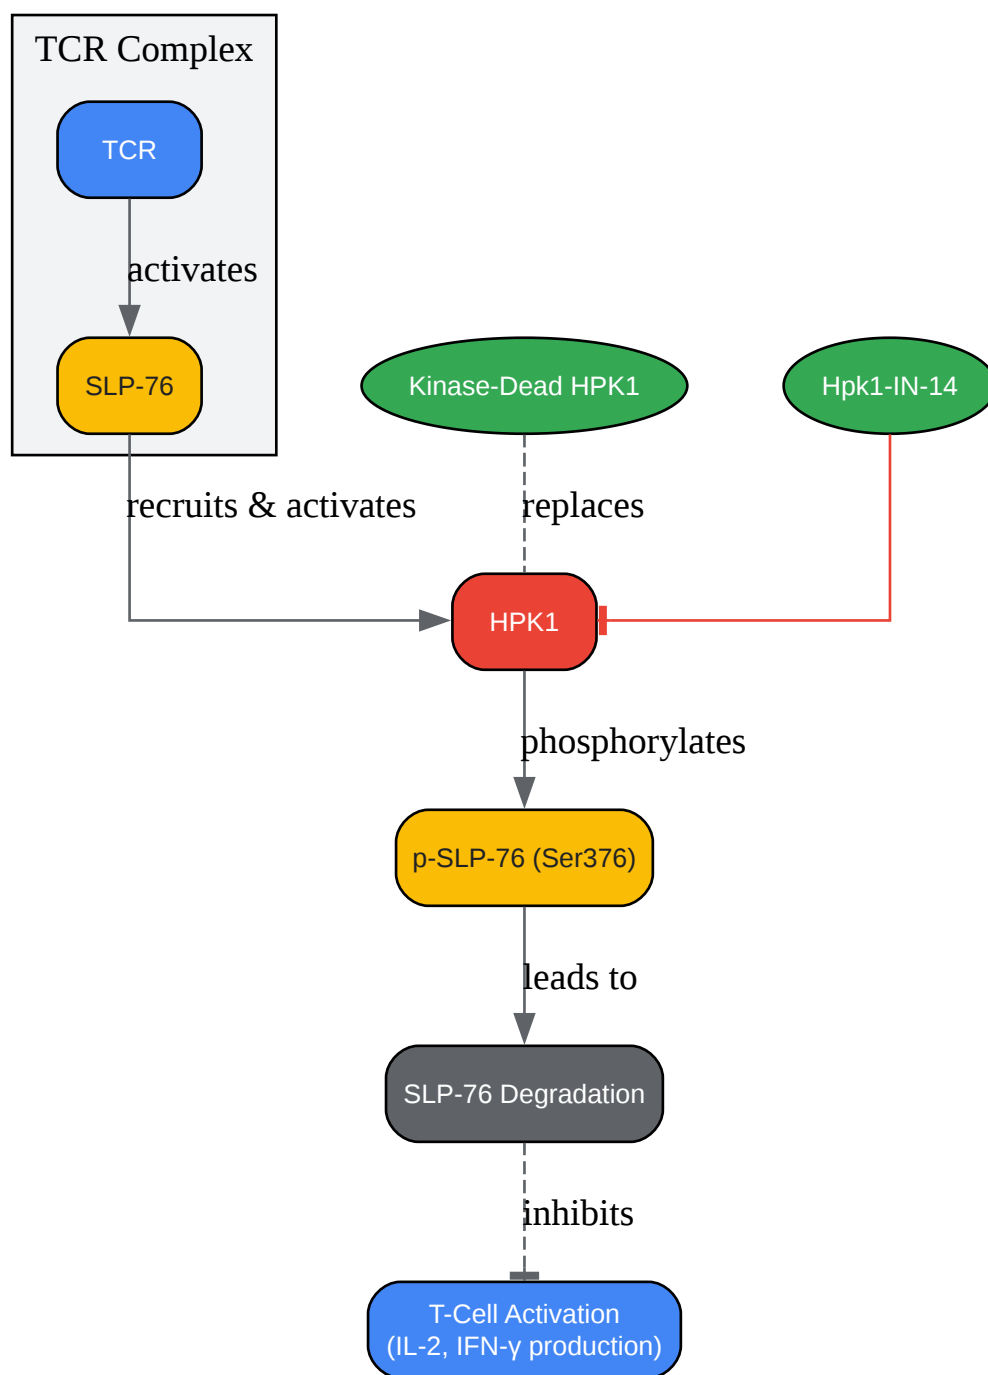 TCR Complex
TCR
activates
SLP-76
Kinase-Dead HPK1
Hpk1-IN-14
recruits & activates
replaces
HPK1
phosphorylates
p-SLP-76 (Ser376)
leads to
SLP-76 Degradation
inhibits
T-Cell Activation
(IL-2, IFN-γ production)